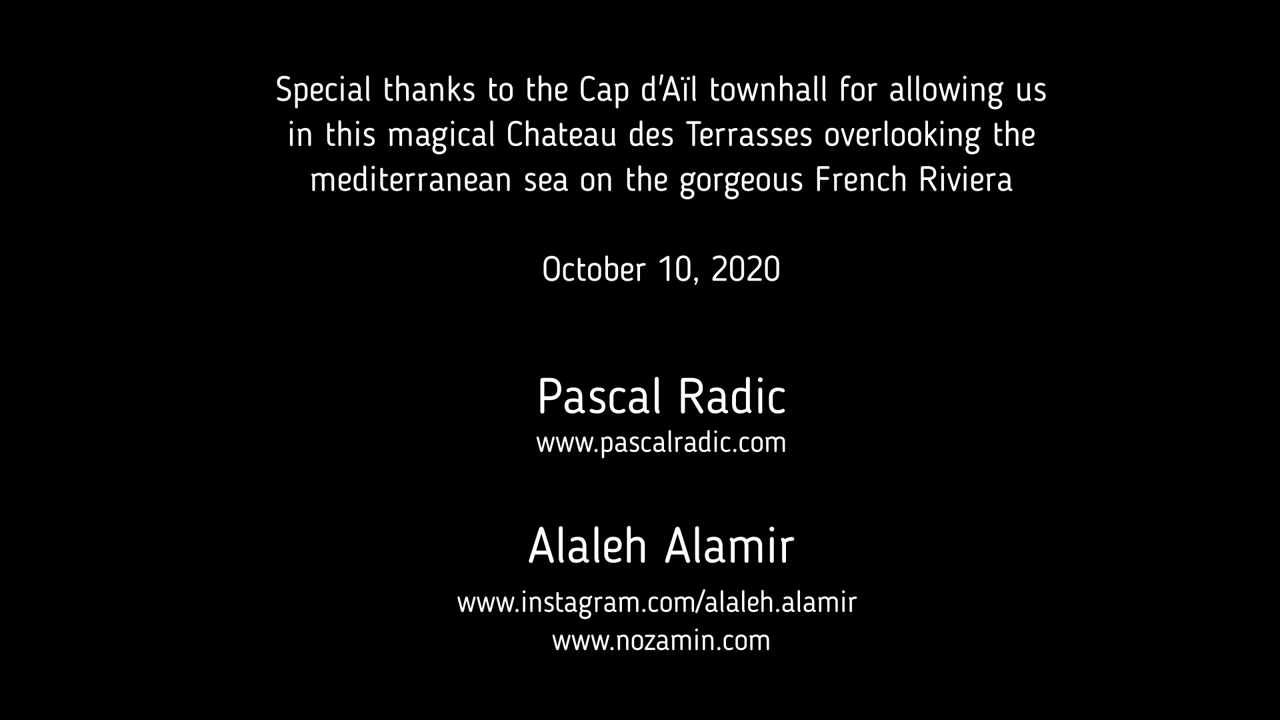 Special thanks to the Cap d'Aïl townhall for allowing us
in this magical Chateau des Terrasses overlooking the
mediterranean sea on the gorgeous French Riviera
October 10, 2020
Pascal Radic
www.pascalradic.com
Alaleh Alamir
www.instagram.com/alaleh.alamir
www.nozamin.com